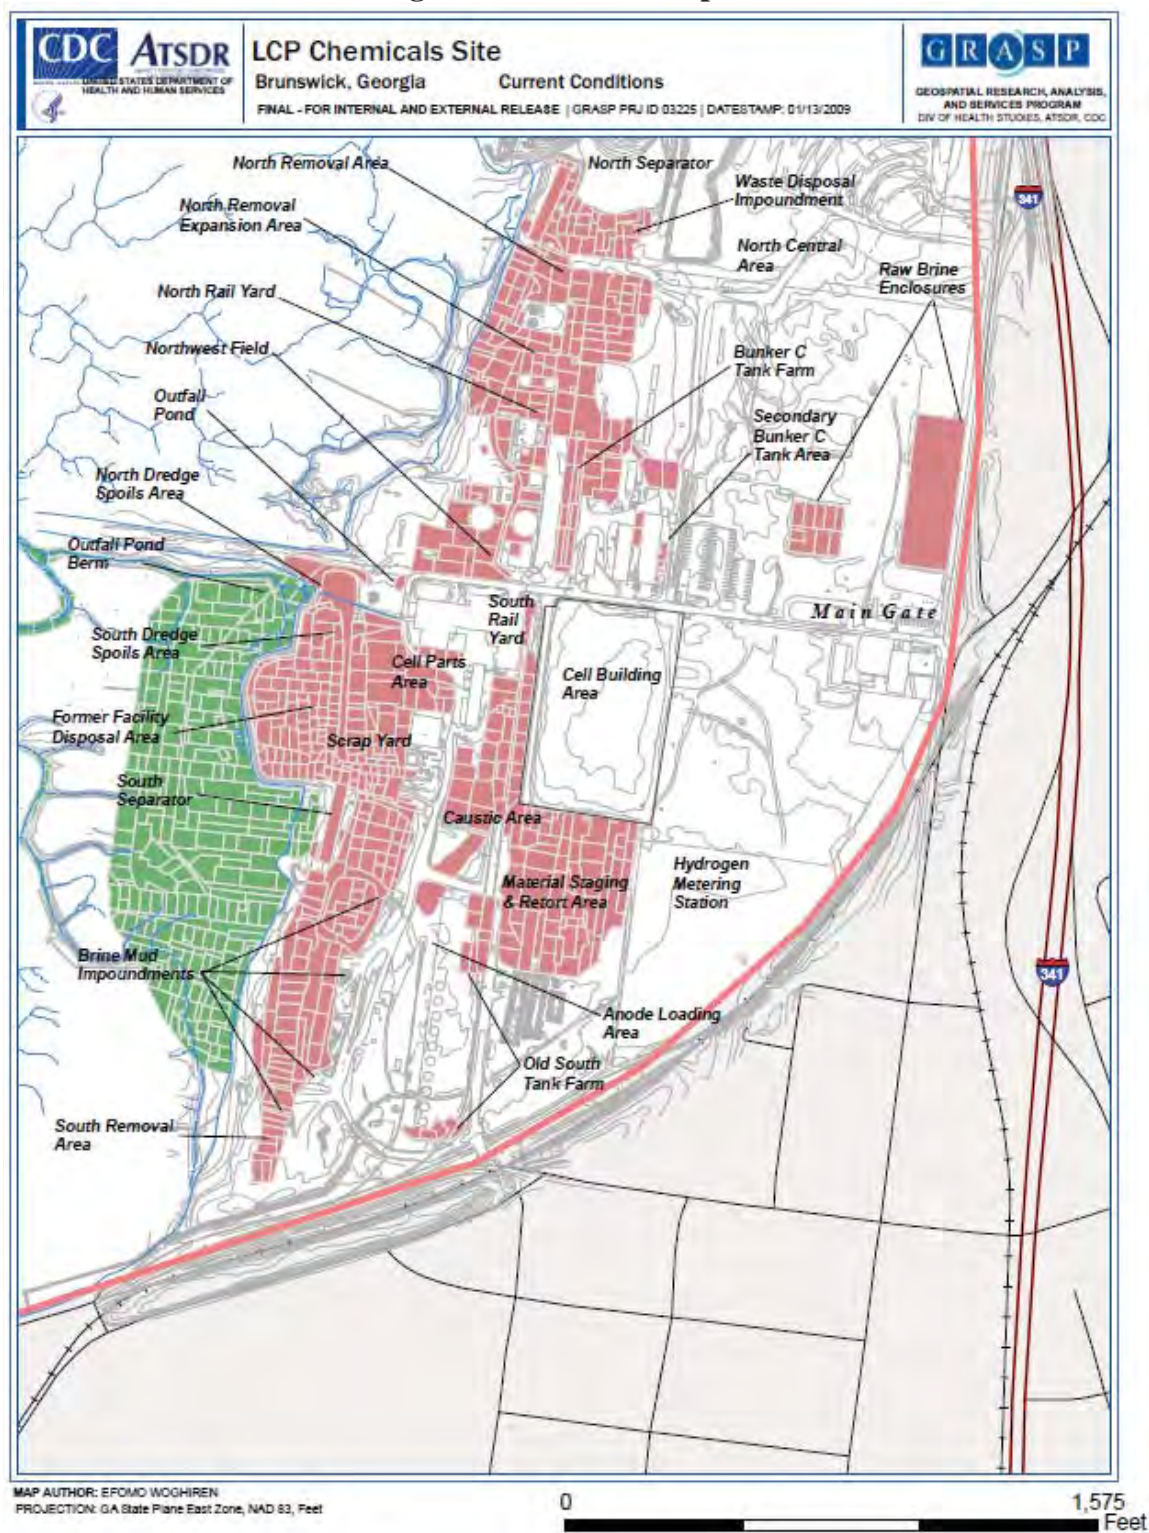 CDC ATSDR
UNITED STATES DEPARTMENT OF
HEALTH AND HUMAN SERVICES
LCP Chemicals Site
Brunswick, Georgia Current Conditions
FINAL - FOR INTERNAL AND EXTERNAL RELEASE | GRASP PRJ ID 03225 | DATESTAMP: 01/13/2009
GRASP
GEOSPATIAL RESEARCH, ANALYSIS,
AND SERVICES PROGRAM
DIV OF HEALTH STUDIES, ATSDR, CDC
North Removal Area
North Separator
Waste Disposal
Impoundment
341
North Removal
Expansion Area
North Central
Area
Raw Brine
Enclosures
North Rail Yard
Northwest Field
Bunker C
Tank Farm
Outfall
Pond
Secondary
Bunker C
Tank Area
North Dredge
Spoils Area
Outfall Pond
Berm
South
Rail
Yard
Main Gate
South Dredge
Spoils Area
Cell Parts
Area
Cell Building
Area
Former Facility
Disposal Area
Scrap Yard
South
Separator
Caustic Area
Hydrogen
Metering
Station
Material Staging
& Retort Area
Brine Mud
Impoundments
341
Anode Loading
Area
Old South
Tank Farm
South Removal
Area
MAP AUTHOR: EFOMO WOGHIREN
PROJECTION: GA State Plane East Zone, NAD 83, Feet
0 1,575
Feet